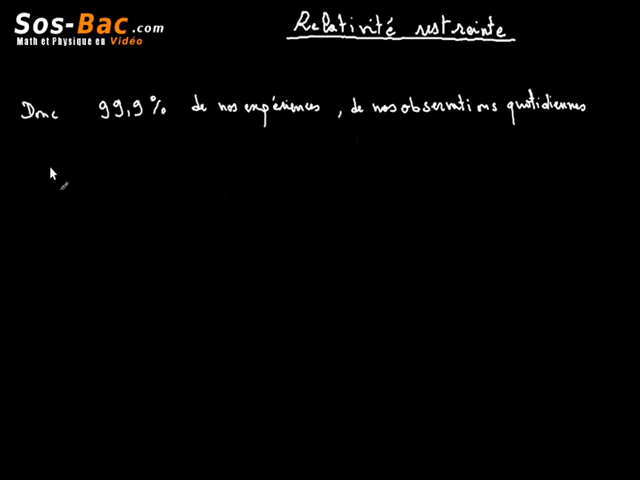 Sos-Bac.com
Math et Physique en Vidéo
Relativité restreinte
Donc 99,9% de nos expériences, de nos observations quotidiennes